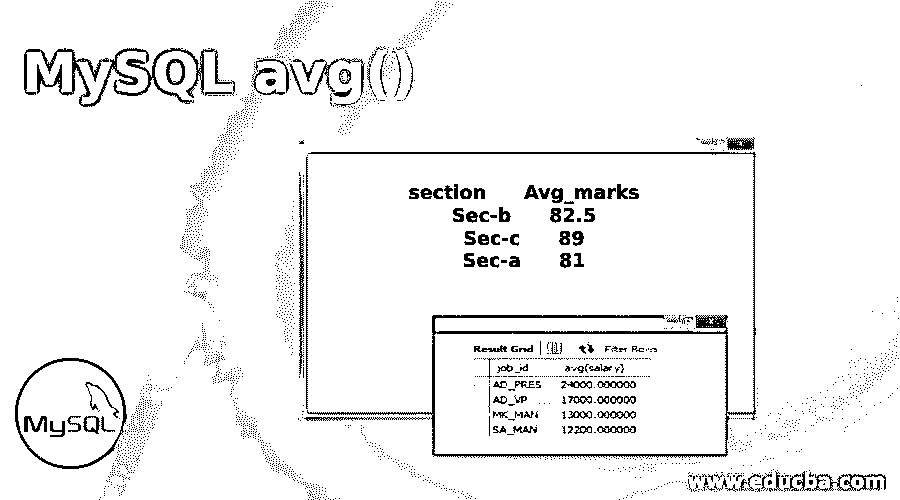 MySQL avg()
section Avg_marks
Sec-b 82.5
Sec-c 89
Sec-a 81
Result Grid Filter Rows
job_id avg(salary)
AD_PRES 24000.000000
AD_VP 17000.000000
MK_MAN 13000.000000
SA_MAN 12200.000000
MySQL
www.educba.com